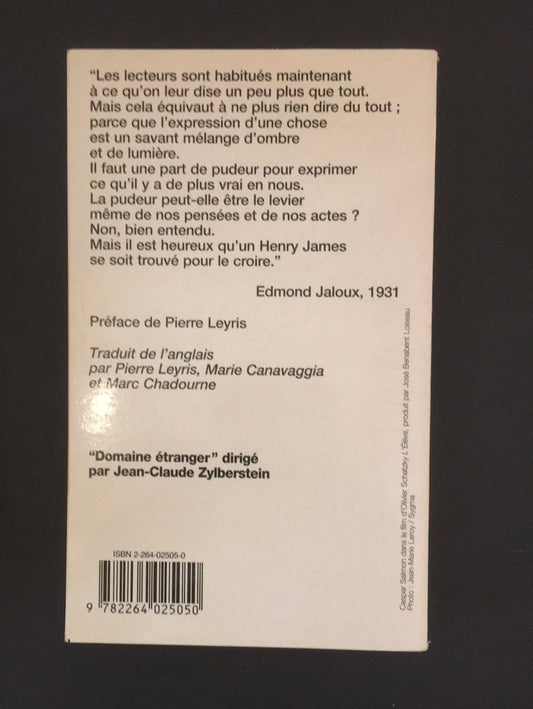 “Les lecteurs sont habitués maintenant
à ce qu’on leur dise un peu plus que tout.
Mais cela équivaut à ne plus rien dire du tout ;
parce que l’expression d’une chose
est un savant mélange d’ombre
et de lumière.
Il faut une part de pudeur pour exprimer
ce qu’il y a de plus vrai en nous.
La pudeur peut-elle être le levier
même de nos pensées et de nos actes ?
Non, bien entendu.
Mais il est heureux qu’un Henry James
se soit trouvé pour le croire.”
Edmond Jaloux, 1931
Préface de Pierre Leyris
Traduit de l’anglais
par Pierre Leyris, Marie Canavaggia
et Marc Chadourne
“Domaine étranger” dirigé
par Jean-Claude Zylberstein
ISBN 2-264-02505-0
9 782264 025050
Caspar Salmon dans le film d’Olivier Schatzky L’Élève, produit par José Benabent Loiseau
Photo : Jean-Marie Leroy / Sygma